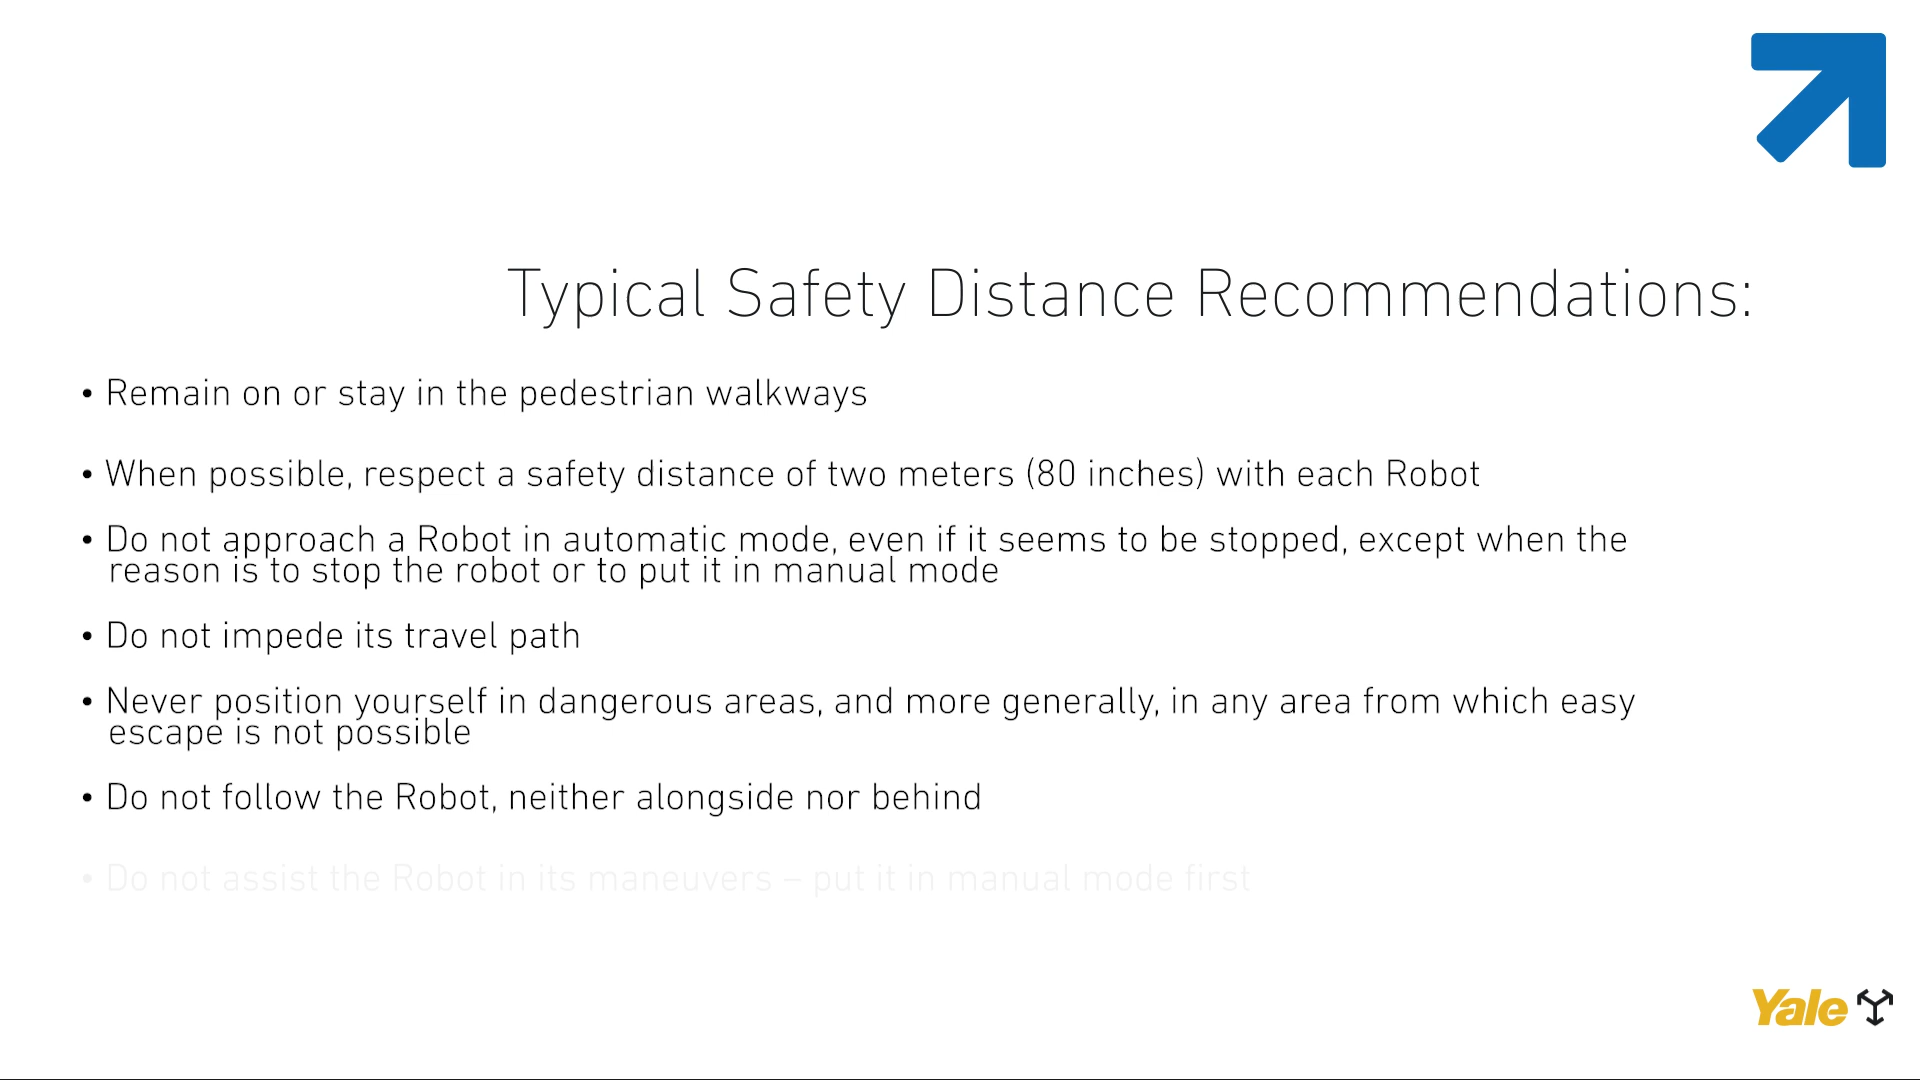 Typical Safety Distance Recommendations:
• Remain on or stay in the pedestrian walkways
• When possible, respect a safety distance of two meters (80 inches) with each Robot
• Do not approach a Robot in automatic mode, even if it seems to be stopped, except when the
reason is to stop the robot or to put it in manual mode
• Do not impede its travel path
• Never position yourself in dangerous areas, and more generally, in any area from which easy
escape is not possible
• Do not follow the Robot, neither alongside nor behind
• Do not assist the Robot in its maneuvers – put it in manual mode first
Yale